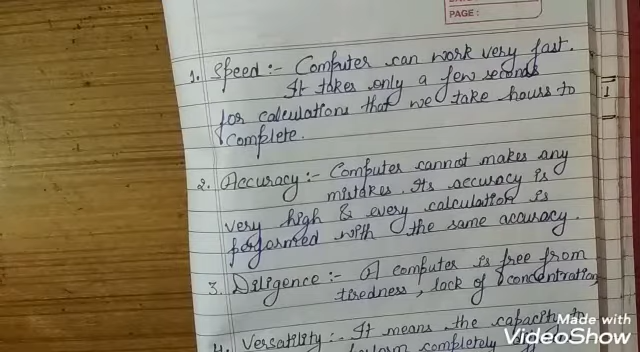 PAGE:
1. Speed :- Computer can work very fast.
It takes only a few seconds
for calculations that we take hours to
complete.
2. Accuracy :- Computer cannot makes any
mistakes. Its accuracy is
very high & every calculation is
performed with the same accuracy.
3. Diligence :- A computer is free from
tiredness, lack of concentration,
4. Versatility :- It means the capacity to
perform completely
Made with
VideoShow